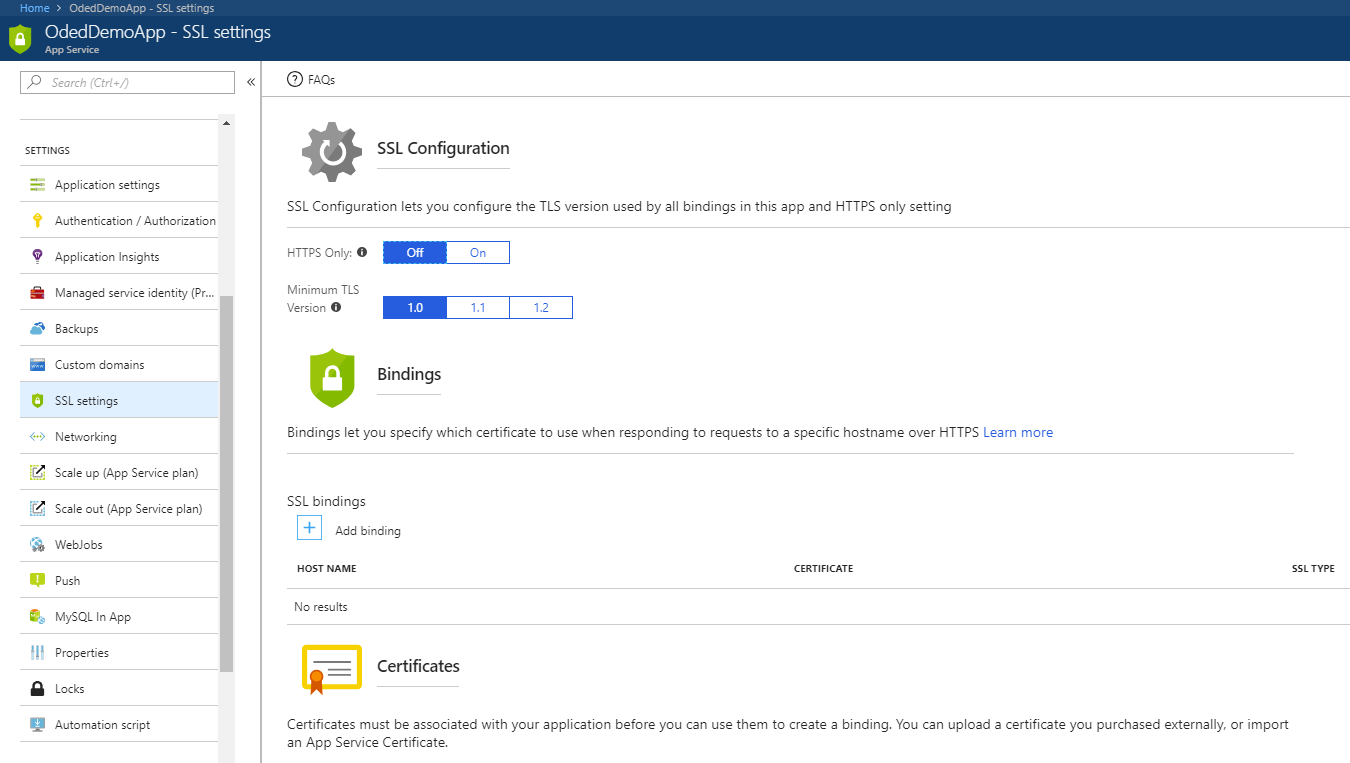 Home > OdedDemoApp - SSL settings
OdedDemoApp - SSL settings
App Service
Search (Ctrl+/)
«
SETTINGS
Application settings
Authentication / Authorization
Application Insights
Managed service identity (Pr...
Backups
Custom domains
SSL settings
Networking
Scale up (App Service plan)
Scale out (App Service plan)
WebJobs
Push
MySQL In App
Properties
Locks
Automation script
? FAQs
SSL Configuration
SSL Configuration lets you configure the TLS version used by all bindings in this app and HTTPS only setting
HTTPS Only: Off On
Minimum TLS
Version 1.0 1.1 1.2
Bindings
Bindings let you specify which certificate to use when responding to requests to a specific hostname over HTTPS Learn more
SSL bindings
+ Add binding
HOST NAME CERTIFICATE SSL TYPE
No results
Certificates
Certificates must be associated with your application before you can use them to create a binding. You can upload a certificate you purchased externally, or import
an App Service Certificate.